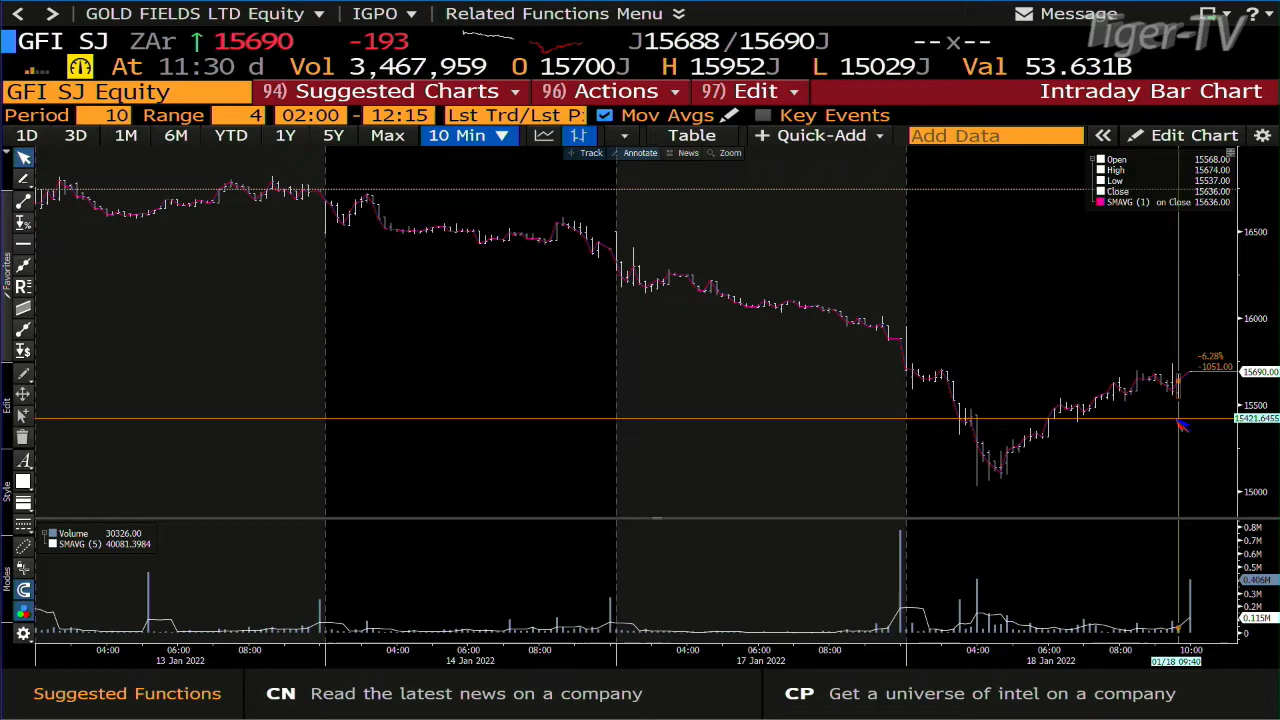 GOLD FIELDS LTD Equity IGPO Related Functions Menu Message ?
Tiger-TV
GFI SJ ZAr 15690 -193 J15688/15690J --x--
At 11:30 d Vol 3,467,959 O 15700J H 15952J L 15029J Val 53.631B
GFI SJ Equity 94) Suggested Charts 96) Actions 97) Edit Intraday Bar Chart
Period 10 Range 4 02:00 - 12:15 Lst Trd/Lst P: Mov Avgs Key Events
1D 3D 1M 6M YTD 1Y 5Y Max 10 Min ▼ Table + Quick-Add Add Data « Edit Chart
Track Annotate News Zoom
Open 15568.00
High 15674.00
Low 15537.00
Close 15636.00
SMAVG (1) on Close 15636.00
Favorites
Edit
Style
Modes
16500
16000
-6.28%
-1051.00
15690.00
15500
15421.6455
15000
Volume 30326.00
SMAVG (5) 40081.3984
0.8M
0.7M
0.6M
0.5M
0.406M
0.3M
0.2M
0.115M
0
04:00 06:00 08:00 04:00 06:00 08:00 04:00 06:00 08:00 04:00 06:00 08:00 10:00
13 Jan 2022 14 Jan 2022 17 Jan 2022 18 Jan 2022 01/18 09:40
Suggested Functions CN Read the latest news on a company CP Get a universe of intel on a company